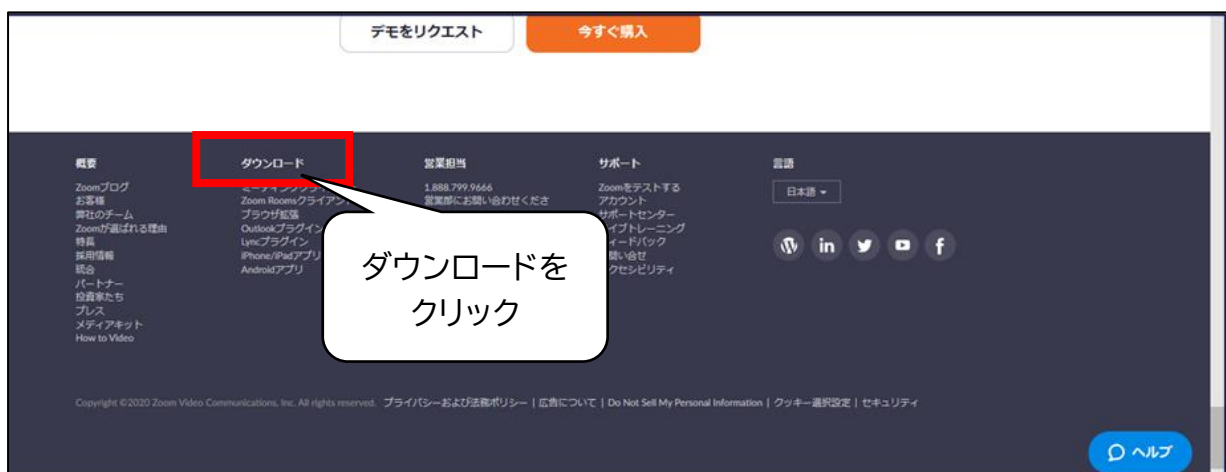 デモをリクエスト
今すぐ購入
概要
Zoomブログ
お客様
弊社のチーム
Zoomが選ばれる理由
特長
採用情報
統合
パートナー
投資家たち
プレス
メディアキット
How to Video
ダウンロード
Zoom Roomsクライアン
ブラウザ拡張
Outlookプラグイン
Lyncプラグイン
iPhone/iPadアプリ
Androidアプリ
営業担当
1.888.799.9666
営業部にお問い合わせくださ
サポート
Zoomをテストする
アカウント
サポートセンター
イブトレーニング
ィードバック
問い合せ
クセシビリティ
言語
日本語
in
f
ダウンロードを
クリック
Copyright ©2020 Zoom Video Communications, Inc. All rights reserved. プライバシーおよび法務ポリシー | 広告について | Do Not Sell My Personal Information | クッキー選択設定 | セキュリティ
ヘルプ